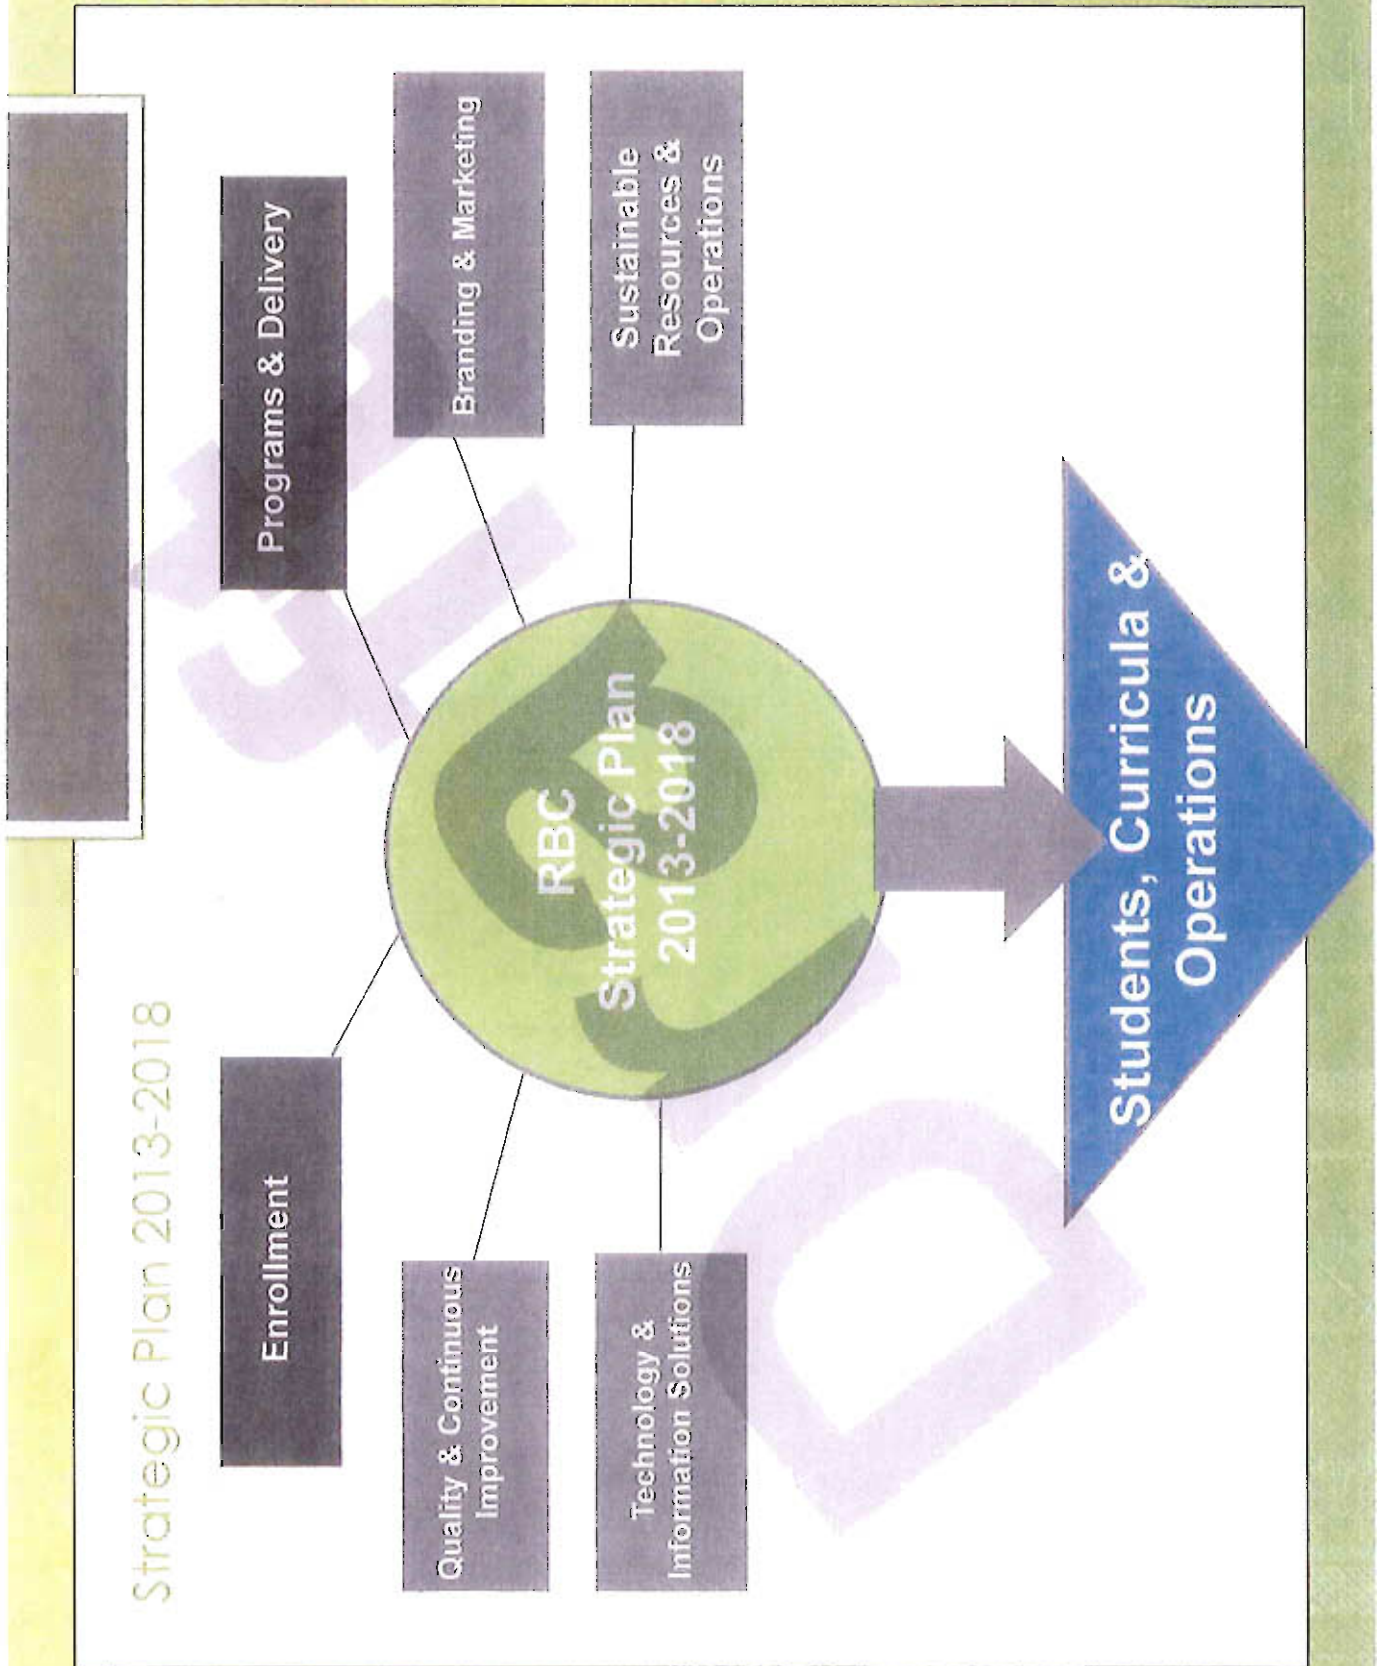 Strategic Plan 2013-2018
Enrollment
Programs & Delivery
Quality & Continuous
Improvement
Branding & Marketing
Technology &
Information Solutions
Sustainable
Resources &
Operations
RBC
Strategic Plan
2013-2018
Students, Curricula &
Operations
Draft